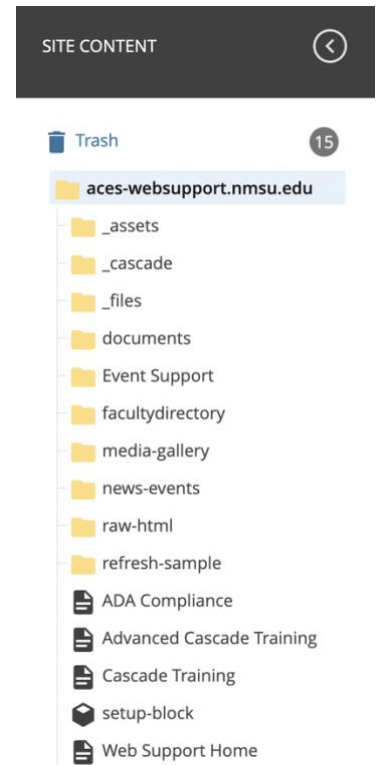 SITE CONTENT
Trash 15
aces-websupport.nmsu.edu
_assets
_cascade
_files
documents
Event Support
facultydirectory
media-gallery
news-events
raw-html
refresh-sample
ADA Compliance
Advanced Cascade Training
Cascade Training
setup-block
Web Support Home